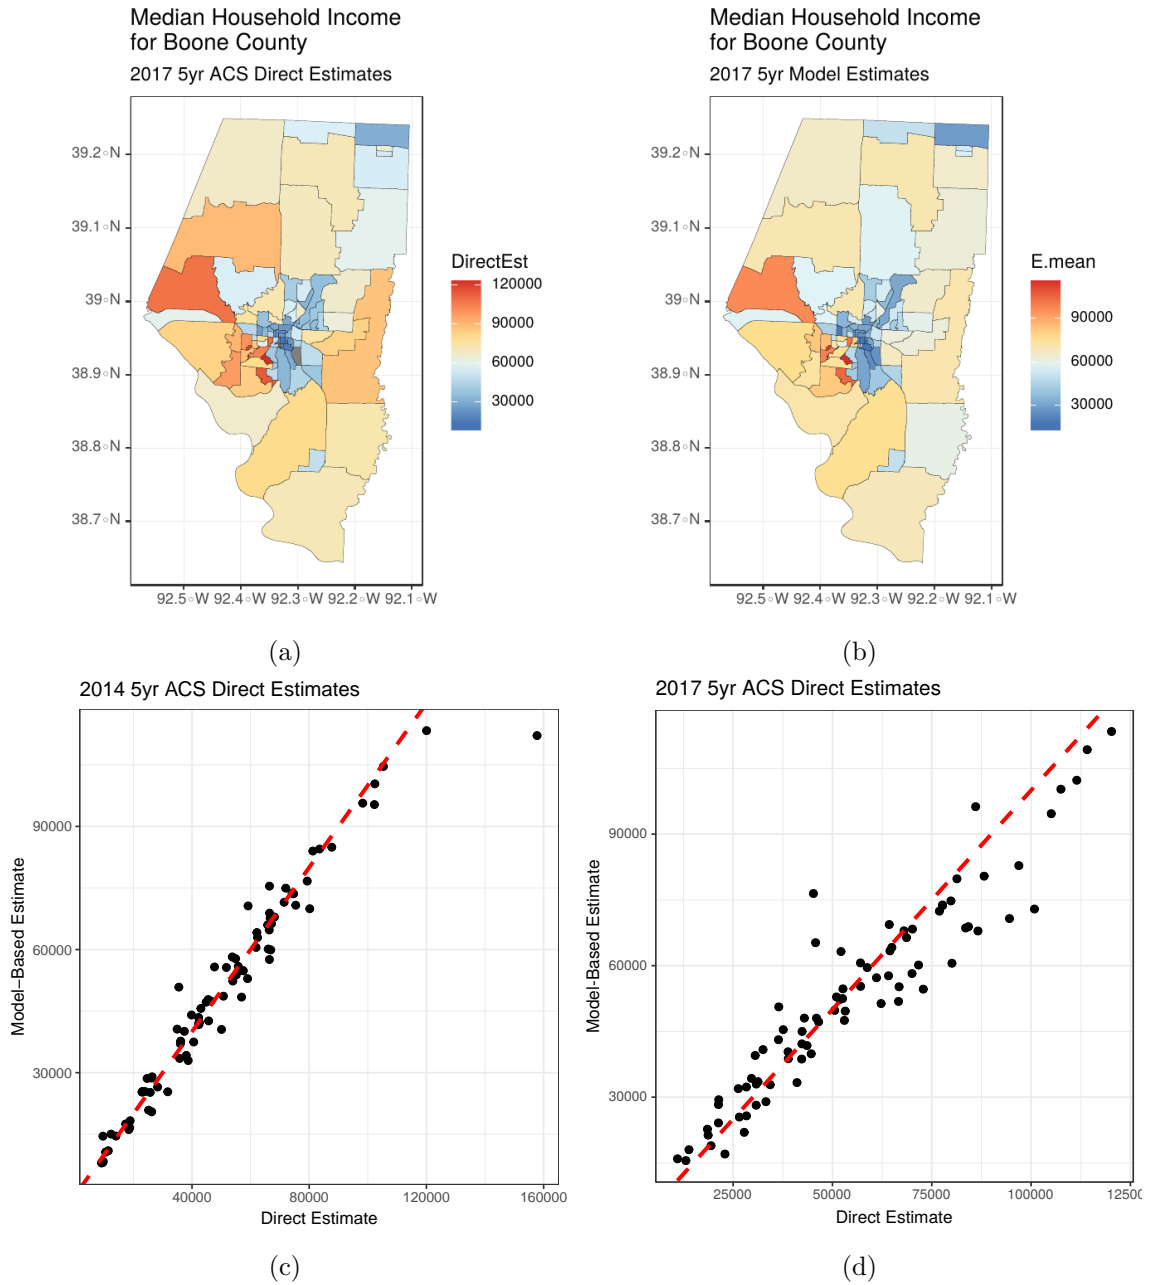 Median Household Income
for Boone County
2017 5yr ACS Direct Estimates
39.2◦N
39.1◦N
39◦N
38.9◦N
38.8◦N
38.7◦N
92.5◦W 92.4◦W 92.3◦W 92.2◦W 92.1◦W
DirectEst
120000
90000
60000
30000
(a)
Median Household Income
for Boone County
2017 5yr Model Estimates
39.2◦N
39.1◦N
39◦N
38.9◦N
38.8◦N
38.7◦N
92.5◦W 92.4◦W 92.3◦W 92.2◦W 92.1◦W
E.mean
90000
60000
30000
(b)
2014 5yr ACS Direct Estimates
Model−Based Estimate
90000
60000
30000
40000 80000 120000 160000
Direct Estimate
(c)
2017 5yr ACS Direct Estimates
Model-Based Estimate
90000
60000
30000
25000 50000 75000 100000 12500
Direct Estimate
(d)